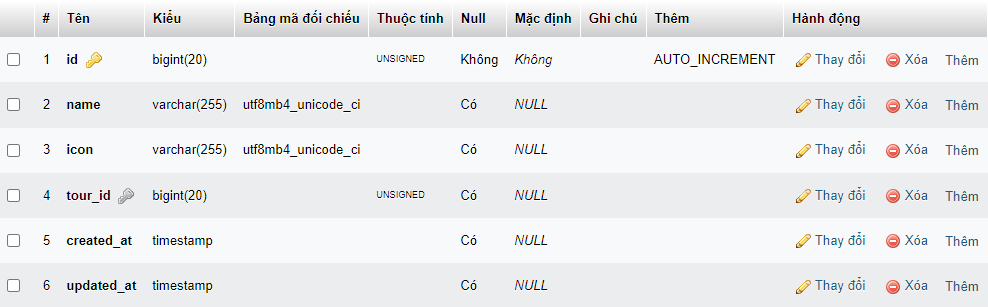 # Tên Kiểu Bảng mã đối chiếu Thuộc tính Null Mặc định Ghi chú Thêm Hành động
1 id bigint(20) UNSIGNED Không Không AUTO_INCREMENT Thay đổi Xóa Thêm
2 name varchar(255) utf8mb4_unicode_ci Có NULL Thay đổi Xóa Thêm
3 icon varchar(255) utf8mb4_unicode_ci Có NULL Thay đổi Xóa Thêm
4 tour_id bigint(20) UNSIGNED Có NULL Thay đổi Xóa Thêm
5 created_at timestamp Có NULL Thay đổi Xóa Thêm
6 updated_at timestamp Có NULL Thay đổi Xóa Thêm